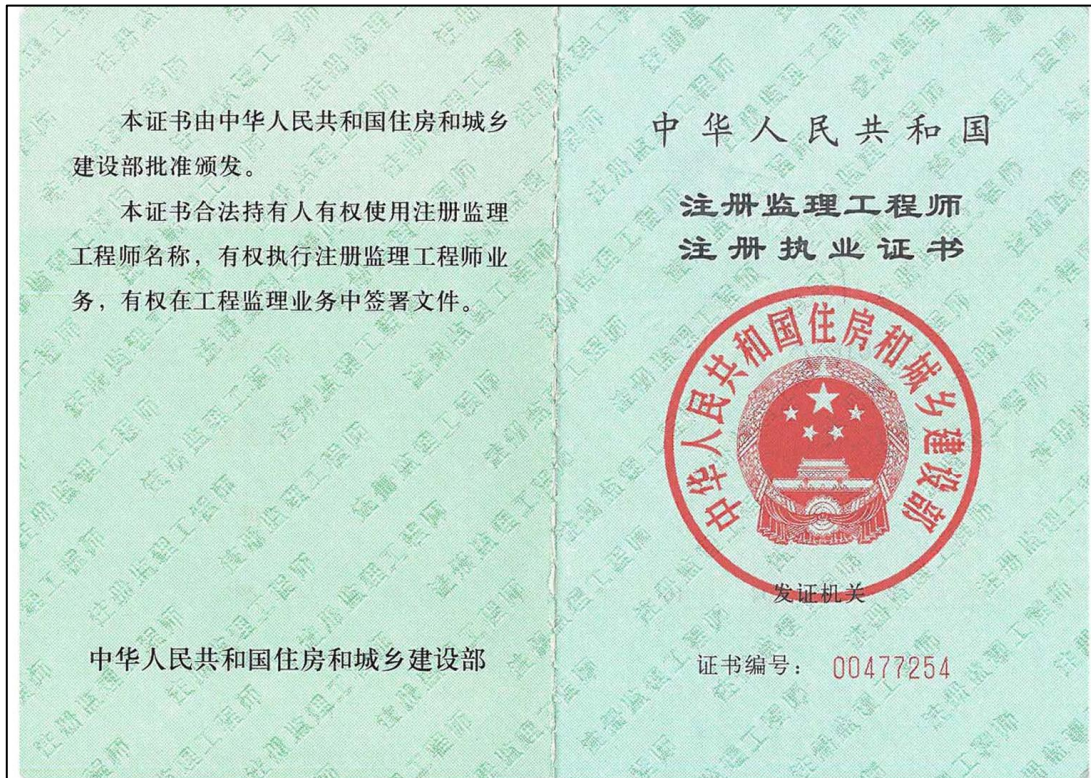 本证书由中华人民共和国住房和城乡
建设部批准颁发。
本证书合法持有人有权使用注册监理
工程师名称，有权执行注册监理工程师业
务，有权在工程监理业务中签署文件。
中华人民共和国住房和城乡建设部
中华人民共和国
注册监理工程师
注册执业证书
中华人民共和国住房和城乡建设部
发证机关
证书编号： 00477254